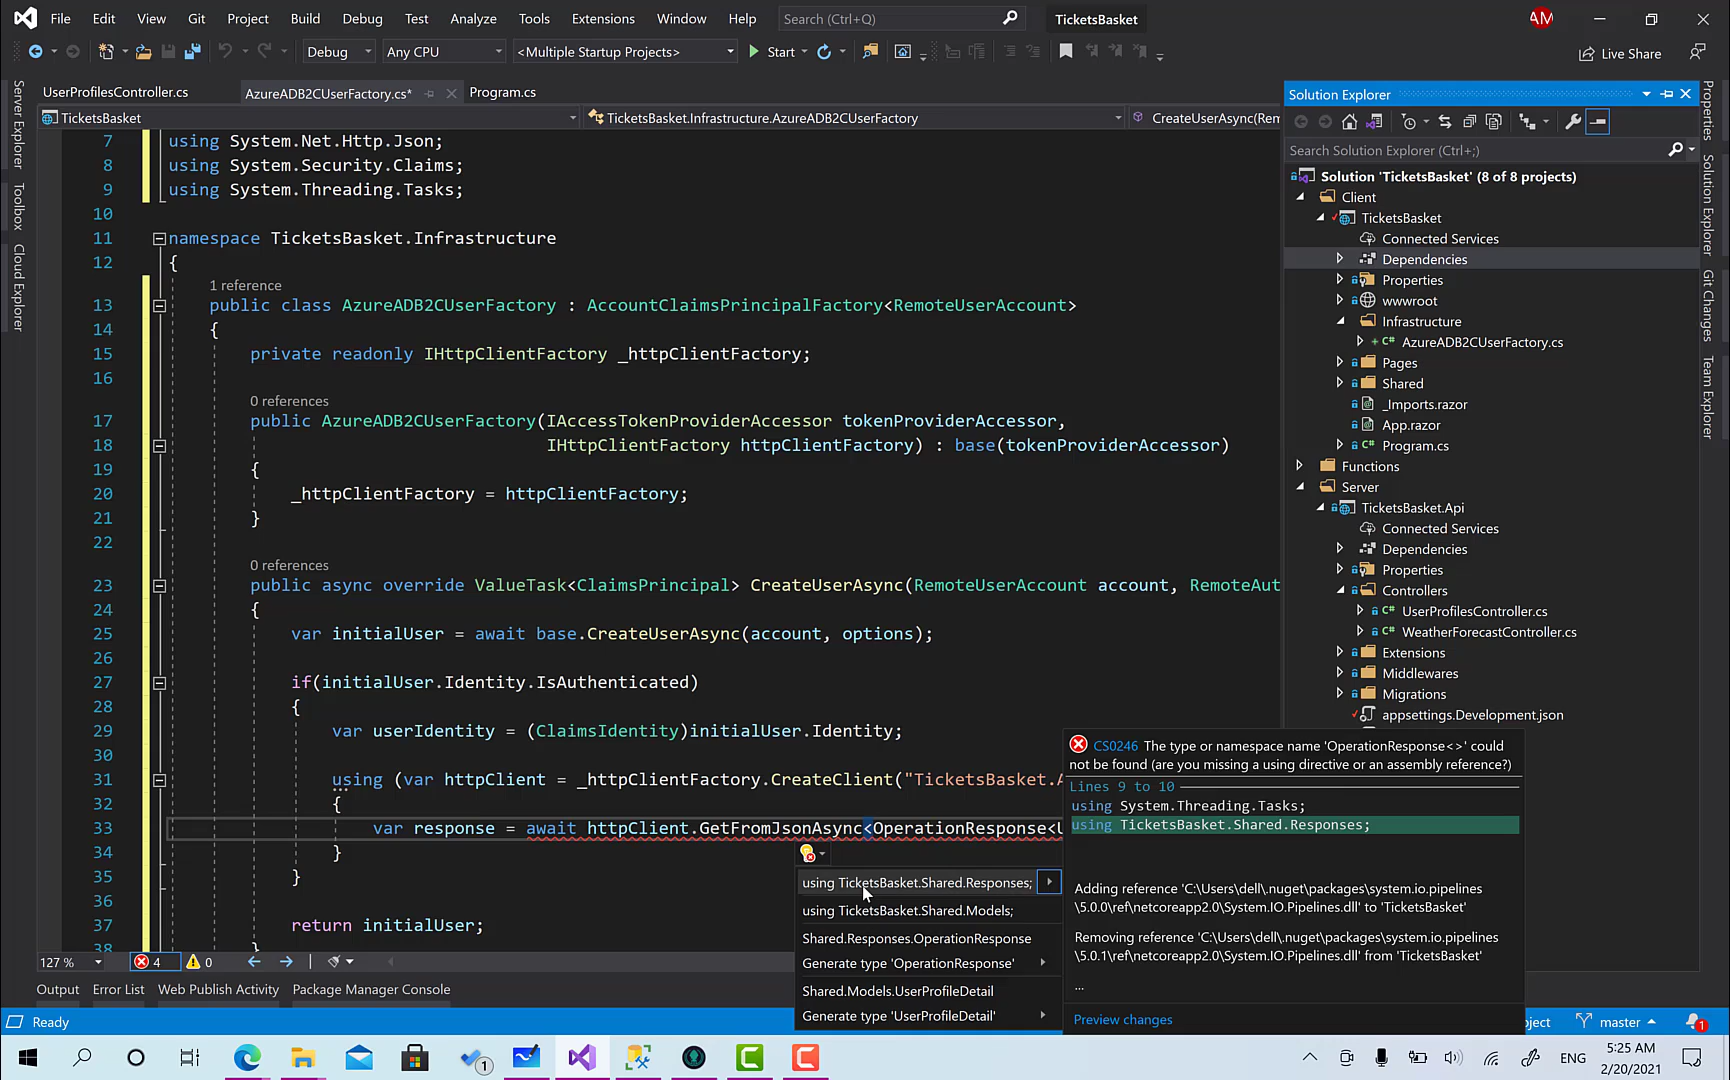 File Edit View Git Project Build Debug Test Analyze Tools Extensions Window Help Search (Ctrl+Q) TicketsBasket AM
Debug Any CPU <Multiple Startup Projects> Start Live Share
UserProfilesController.cs AzureADB2CUserFactory.cs* Program.cs
TicketsBasket TicketsBasket.Infrastructure.AzureADB2CUserFactory CreateUserAsync(Rem
Server Explorer
Toolbox
Cloud Explorer
7 using System.Net.Http.Json;
8 using System.Security.Claims;
9 using System.Threading.Tasks;
10
11 namespace TicketsBasket.Infrastructure
12 {
1 reference
13 public class AzureADB2CUserFactory : AccountClaimsPrincipalFactory<RemoteUserAccount>
14 {
15 private readonly IHttpClientFactory _httpClientFactory;
16
0 references
17 public AzureADB2CUserFactory(IAccessTokenProviderAccessor tokenProviderAccessor,
18 IHttpClientFactory httpClientFactory) : base(tokenProviderAccessor)
19 {
20 _httpClientFactory = httpClientFactory;
21 }
22
0 references
23 public async override ValueTask<ClaimsPrincipal> CreateUserAsync(RemoteUserAccount account, RemoteAut
24 {
25 var initialUser = await base.CreateUserAsync(account, options);
26
27 if(initialUser.Identity.IsAuthenticated)
28 {
29 var userIdentity = (ClaimsIdentity)initialUser.Identity;
30
31 using (var httpClient = _httpClientFactory.CreateClient("TicketsBasket.A
32 {
33 var response = await httpClient.GetFromJsonAsync<OperationResponse<U
34 }
35 }
36
37 return initialUser;
38 }
using TicketsBasket.Shared.Responses;
using TicketsBasket.Shared.Models;
Shared.Responses.OperationResponse
Generate type 'OperationResponse'
Shared.Models.UserProfileDetail
Generate type 'UserProfileDetail'
CS0246 The type or namespace name 'OperationResponse<>' could
not be found (are you missing a using directive or an assembly reference?)
Lines 9 to 10
using System.Threading.Tasks;
using TicketsBasket.Shared.Responses;
Adding reference 'C:\Users\dell\.nuget\packages\system.io.pipelines
\5.0.0\ref\netcoreapp2.0\System.IO.Pipelines.dll' to 'TicketsBasket'
Removing reference 'C:\Users\dell\.nuget\packages\system.io.pipelines
\5.0.1\ref\netcoreapp2.0\System.IO.Pipelines.dll' from 'TicketsBasket'
...
Preview changes
Solution Explorer
Search Solution Explorer (Ctrl+;)
Solution 'TicketsBasket' (8 of 8 projects)
Client
TicketsBasket
Connected Services
Dependencies
Properties
wwwroot
Infrastructure
AzureADB2CUserFactory.cs
Pages
Shared
_Imports.razor
App.razor
Program.cs
Functions
Server
TicketsBasket.Api
Connected Services
Dependencies
Properties
Controllers
UserProfilesController.cs
WeatherForecastController.cs
Extensions
Middlewares
Migrations
appsettings.Development.json
Properties
Solution Explorer
Git Changes
Team Explorer
127 % 4 0
Output Error List Web Publish Activity Package Manager Console
Ready oject master 1
1 ENG 5:25 AM
2/20/2021